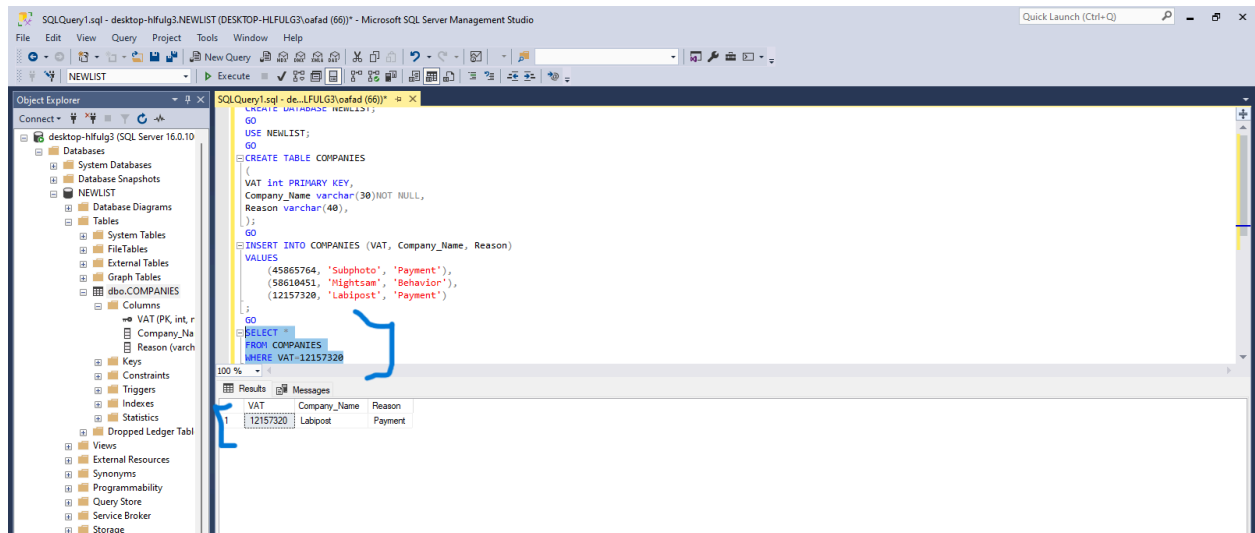 SQLQuery1.sql - desktop-hlfulg3.NEWLIST (DESKTOP-HLFULG3\oafad (66))* - Microsoft SQL Server Management Studio
Quick Launch (Ctrl+Q)
File Edit View Query Project Tools Window Help
New Query
NEWLIST
Execute
Object Explorer
Connect
desktop-hlfulg3 (SQL Server 16.0.10
Databases
System Databases
Database Snapshots
NEWLIST
Database Diagrams
Tables
System Tables
FileTables
External Tables
Graph Tables
dbo.COMPANIES
Columns
VAT (PK, int, r
Company_Na
Reason (varch
Keys
Constraints
Triggers
Indexes
Statistics
Dropped Ledger Tabl
Views
External Resources
Synonyms
Programmability
Query Store
Service Broker
Storage
SQLQuery1.sql - de...LFULG3\oafad (66))*
CREATE DATABASE NEWLIST;
GO
USE NEWLIST;
GO
CREATE TABLE COMPANIES
(
VAT int PRIMARY KEY,
Company_Name varchar(30)NOT NULL,
Reason varchar(40),
);
GO
INSERT INTO COMPANIES (VAT, Company_Name, Reason)
VALUES
(45865764, 'Subphoto', 'Payment'),
(58610451, 'Mightsam', 'Behavior'),
(12157320, 'Labipost', 'Payment')
;
GO
SELECT *
FROM COMPANIES
WHERE VAT=12157320
100 %
Results Messages
VAT Company_Name Reason
1 12157320 Labipost Payment